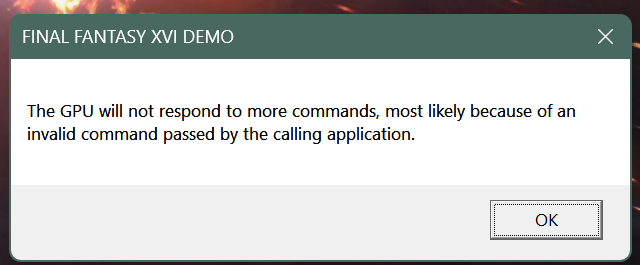 FINAL FANTASY XVI DEMO
The GPU will not respond to more commands, most likely because of an
invalid command passed by the calling application.
OK